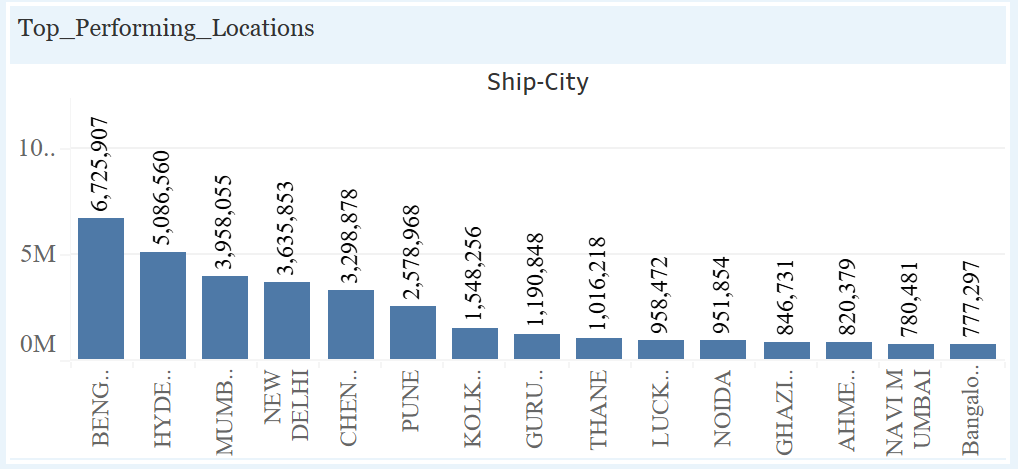 Top_Performing_Locations
Ship-City
10..
5M
0M
6,725,907
5,086,560
3,958,055
3,635,853
3,298,878
2,578,968
1,548,256
1,190,848
1,016,218
958,472
951,854
846,731
820,379
780,481
777,297
BENG..
HYDE..
MUMB..
NEW
DELHI
CHEN..
PUNE
KOLK..
GURU..
THANE
LUCK..
NOIDA
GHAZI..
AHME..
NAVI M
UMBAI
Bangalo..